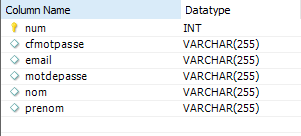 Column Name Datatype
num INT
cfmotpasse VARCHAR(255)
email VARCHAR(255)
motdepasse VARCHAR(255)
nom VARCHAR(255)
prenom VARCHAR(255)